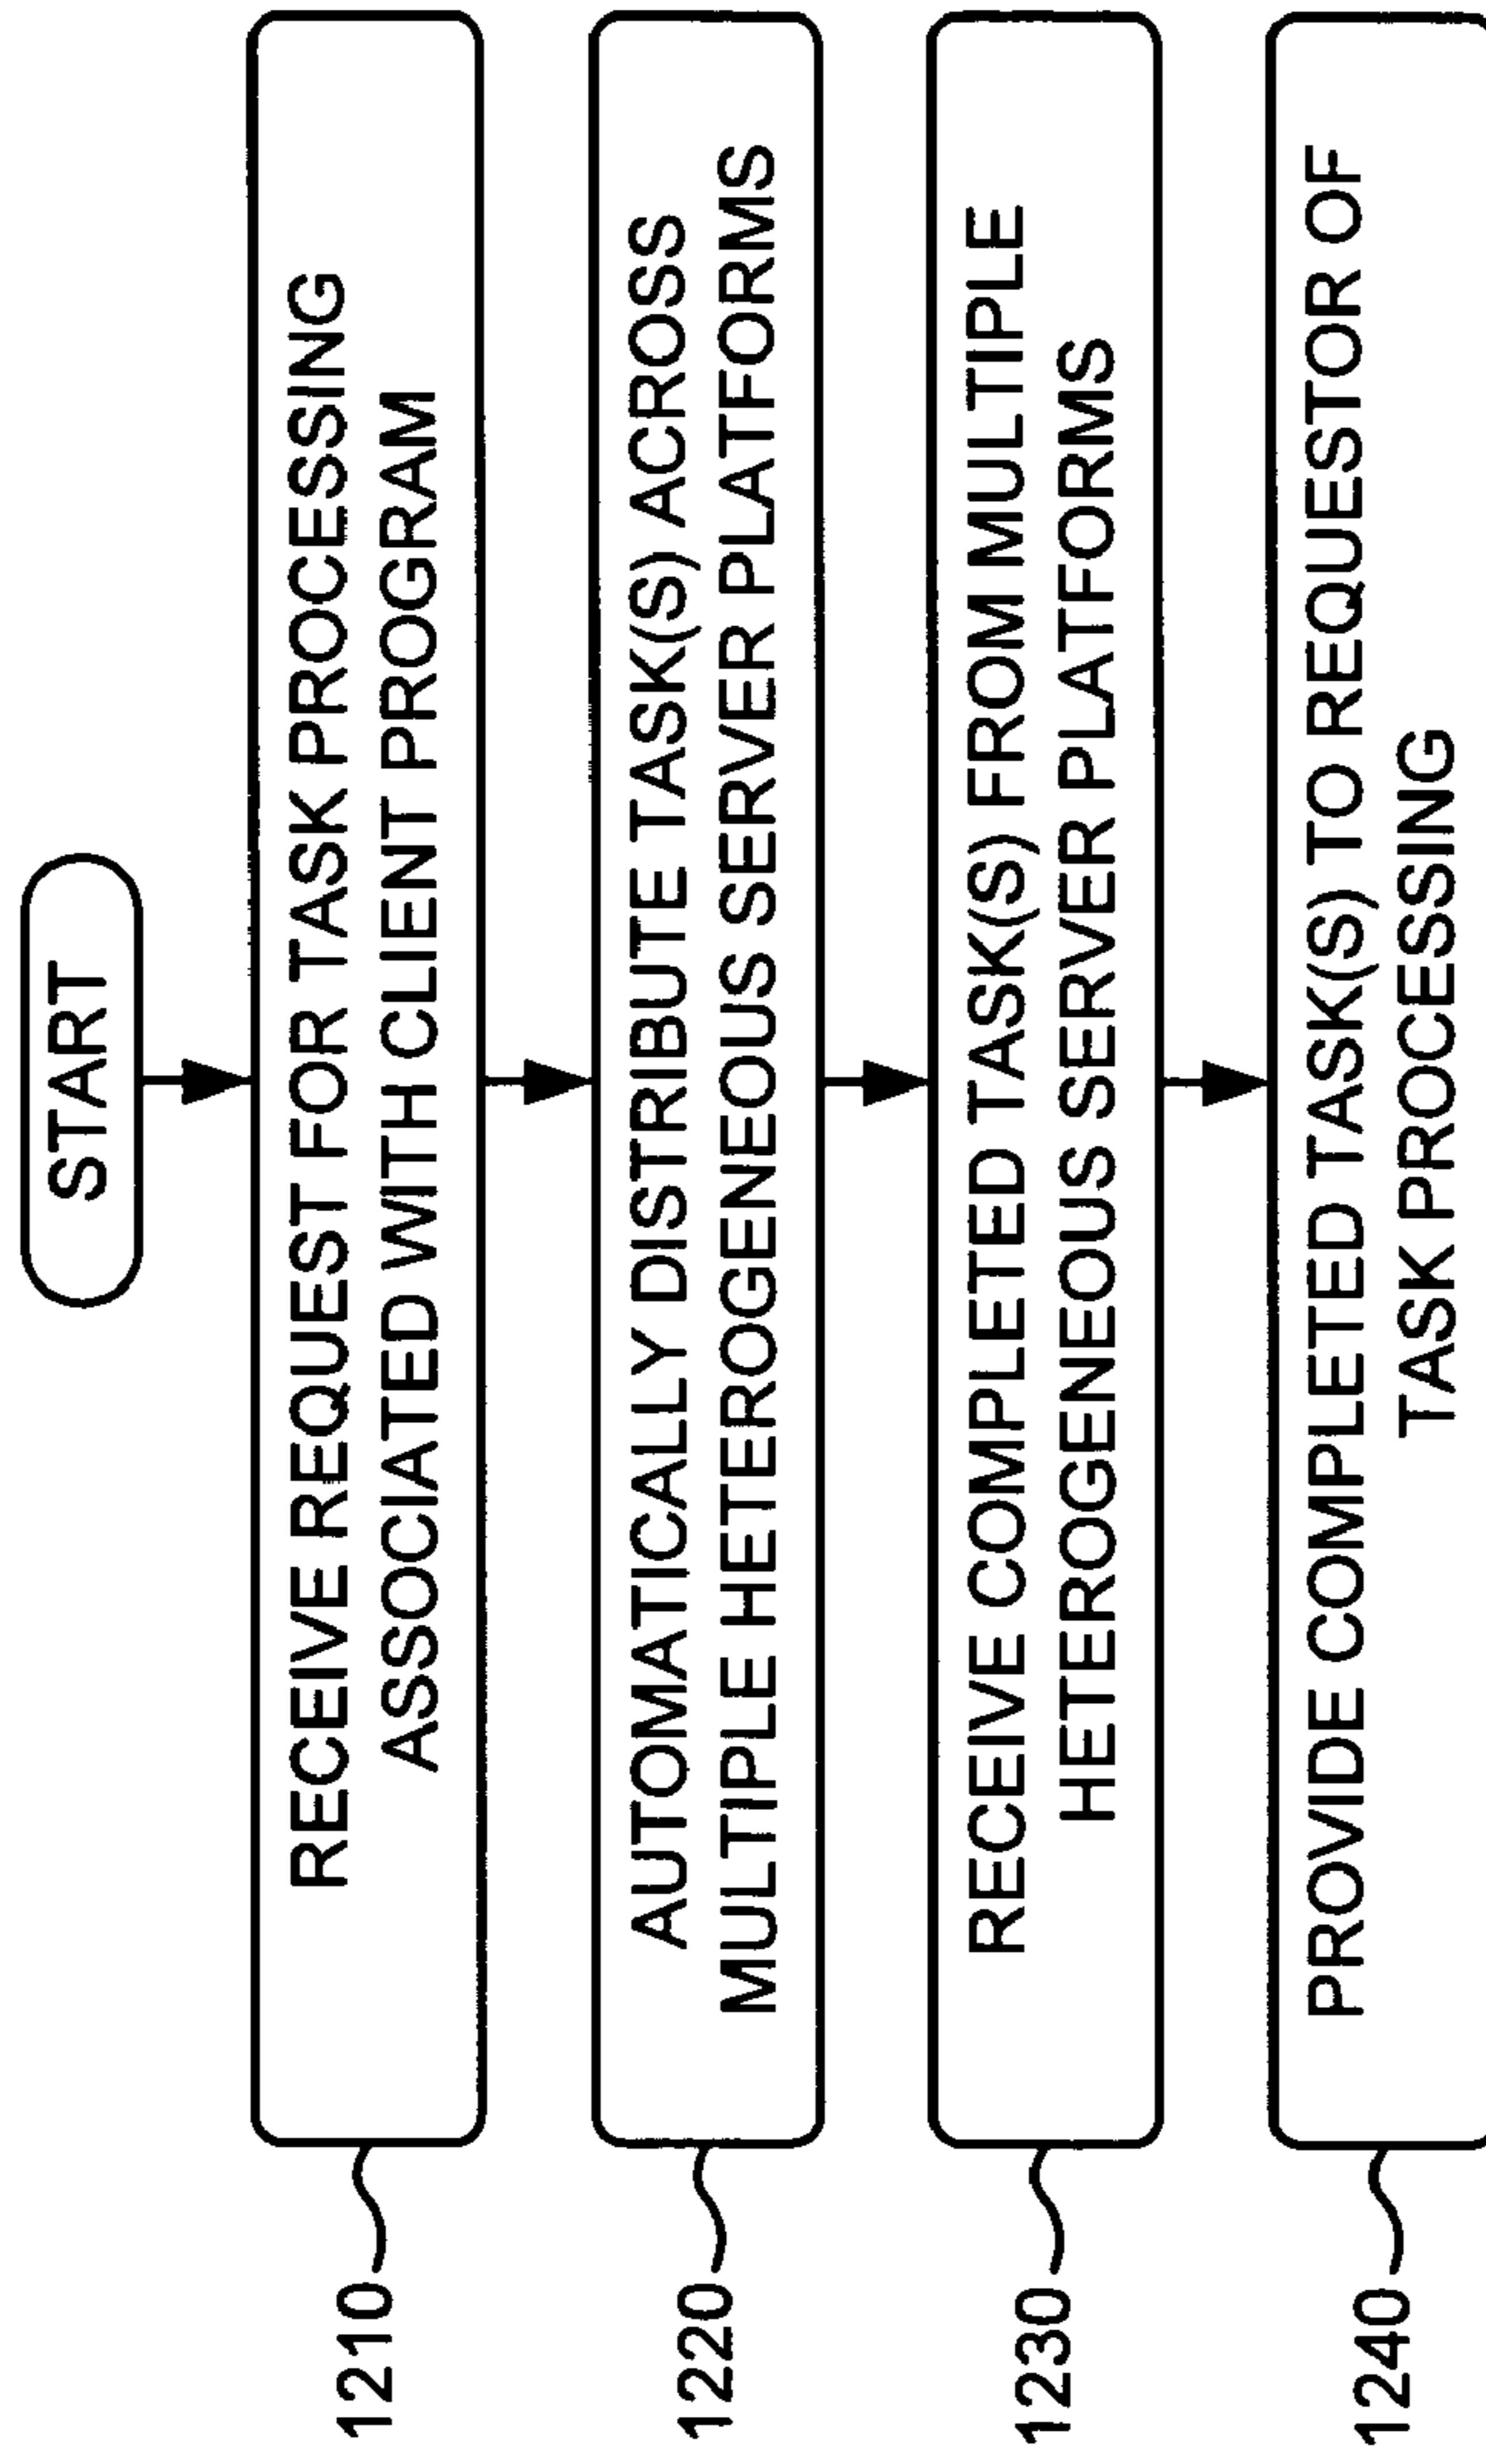 START
RECEIVE REQUEST FOR TASK PROCESSING
ASSOCIATED WITH CLIENT PROGRAM
1210
AUTOMATICALLY DISTRIBUTE TASK(S) ACROSS
MULTIPLE HETEROGENEOUS SERVER PLATFORMS
1220
RECEIVE COMPLETED TASK(S) FROM MULTIPLE
HETEROGENEOUS SERVER PLATFORMS
1230
PROVIDE COMPLETED TASK(S) TO REQUESTOR OF
TASK PROCESSING
1240